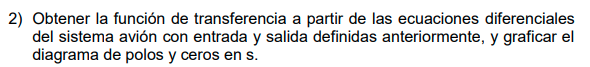 2) Obtener la función de transferencia a partir de las ecuaciones diferenciales
del sistema avión con entrada y salida definidas anteriormente, y graficar el
diagrama de polos y ceros en s.